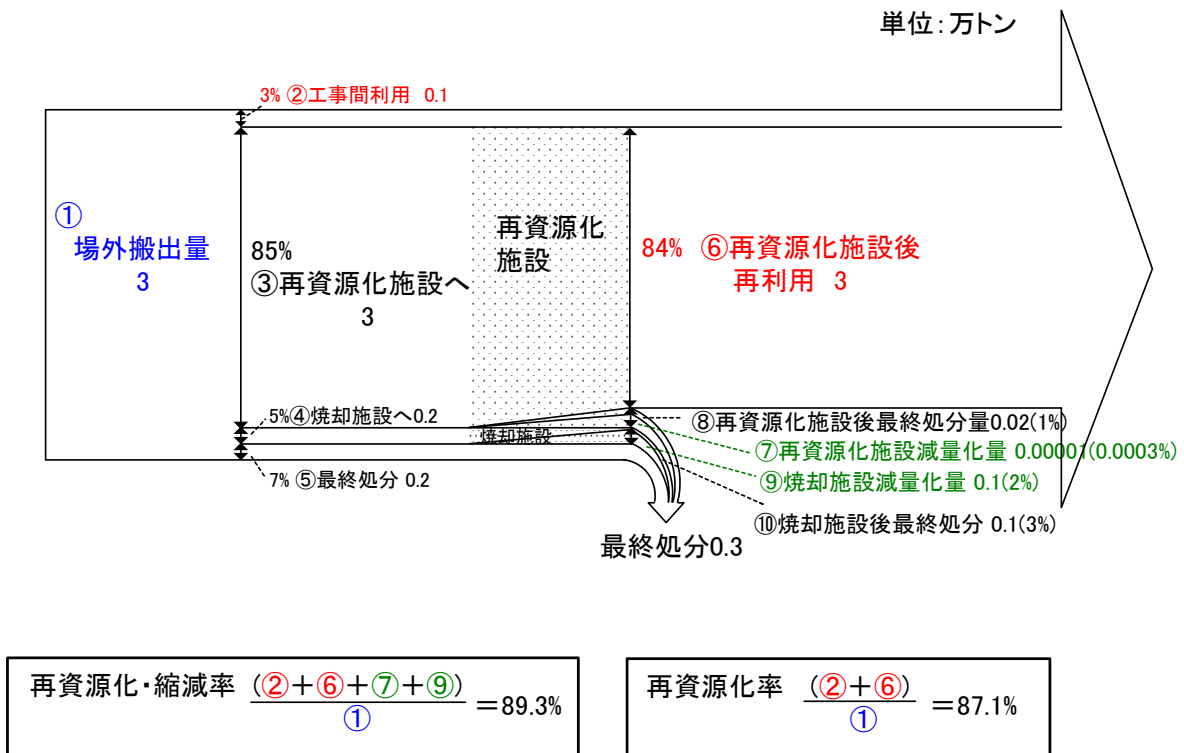 単位：万トン
3% ②工事間利用 0.1
①
場外搬出量
3
85%
③再資源化施設へ
3
再資源化
施設
84% ⑥再資源化施設後
再利用 3
5%④焼却施設へ0.2
焼却施設
7% ⑤最終処分 0.2
⑧再資源化施設後最終処分量0.02(1%)
⑦再資源化施設減量化量 0.00001(0.0003%)
⑨焼却施設減量化量 0.1(2%)
⑩焼却施設後最終処分 0.1(3%)
最終処分0.3
再資源化・縮減率 (②＋⑥＋⑦＋⑨)
①
＝89.3%
再資源化率 (②＋⑥)
①
＝87.1%